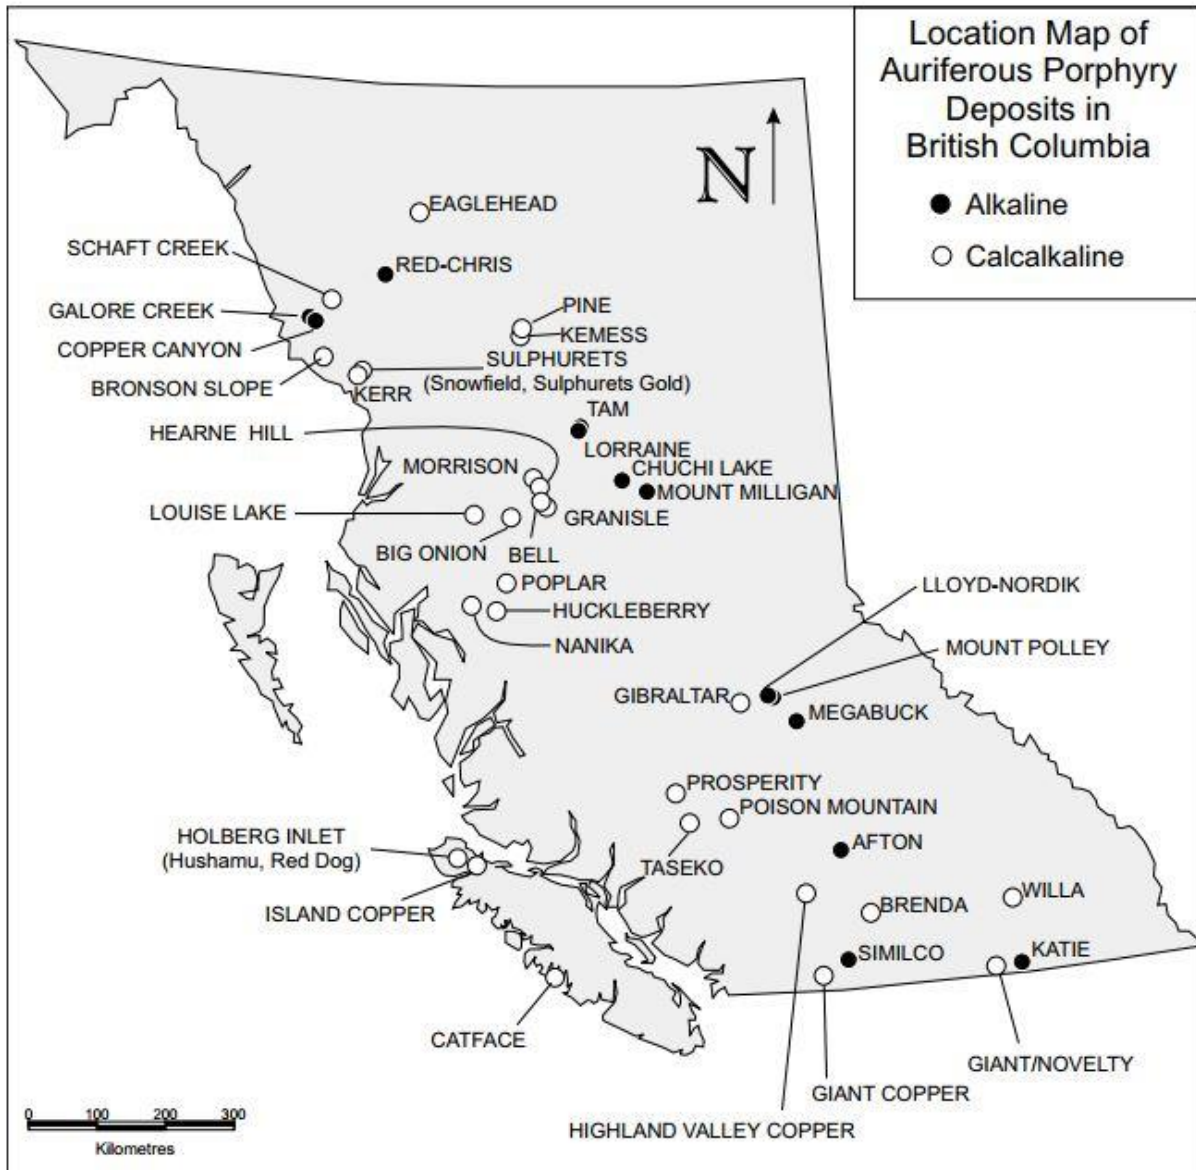 Location Map of
Auriferous Porphyry
Deposits in
British Columbia
Alkaline
Calcalkaline
N
EAGLEHEAD
SCHAFT CREEK
RED-CHRIS
GALORE CREEK
PINE
KEMESS
COPPER CANYON
SULPHURETS
(Snowfield, Sulphurets Gold)
BRONSON SLOPE
KERR
TAM
HEARNE HILL
LORRAINE
MORRISON
CHUCHI LAKE
MOUNT MILLIGAN
LOUISE LAKE
GRANISLE
BIG ONION
BELL
POPLAR
LLOYD-NORDIK
HUCKLEBERRY
NANIKA
MOUNT POLLEY
GIBRALTAR
MEGABUCK
PROSPERITY
POISON MOUNTAIN
HOLBERG INLET
(Hushamu, Red Dog)
AFTON
TASEKO
WILLA
BRENDA
ISLAND COPPER
SIMILCO
KATIE
CATFACE
GIANT/NOVELTY
GIANT COPPER
HIGHLAND VALLEY COPPER
0 100 200 300
Kilometres